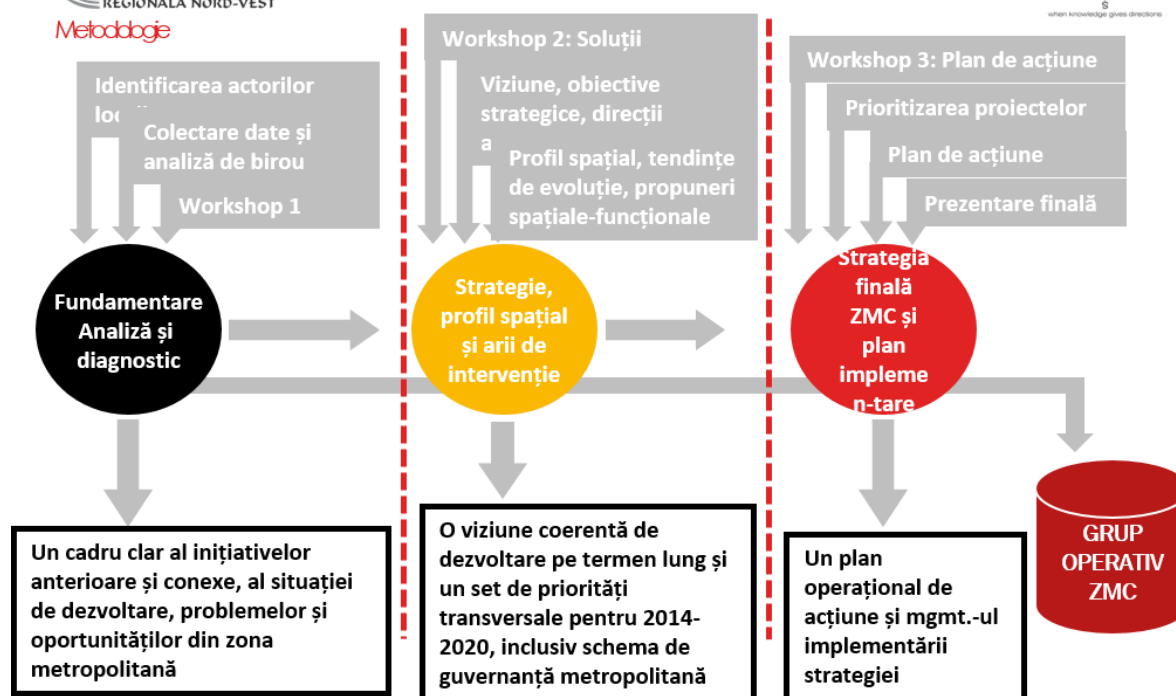 REGIONALĂ NORD-VEST
Metodologie
when knowledge gives directions
Identificarea actorilor
Colectare date și
analiză de birou
Workshop 1
Workshop 2: Soluții
Viziune, obiective
strategice, direcții
Profil spațial, tendințe
de evoluție, propuneri
spațiale-funcționale
Workshop 3: Plan de acțiune
Prioritizarea proiectelor
Plan de acțiune
Prezentare finală
Fundamentare
Analiză și
diagnostic
Strategie,
profil spațial
și arii de
intervenție
Strategia
finală
ZMC și
plan
impleme
n-tare
Un cadru clar al inițiativelor
anterioare și conexe, al situației
de dezvoltare, problemelor și
oportunităților din zona
metropolitană
O viziune coerentă de
dezvoltare pe termen lung și
un set de priorități
transversale pentru 2014-
2020, inclusiv schema de
guvernanță metropolitană
Un plan
operațional de
acțiune și mgmt.-ul
implementării
strategiei
GRUP
OPERATIV
ZMC